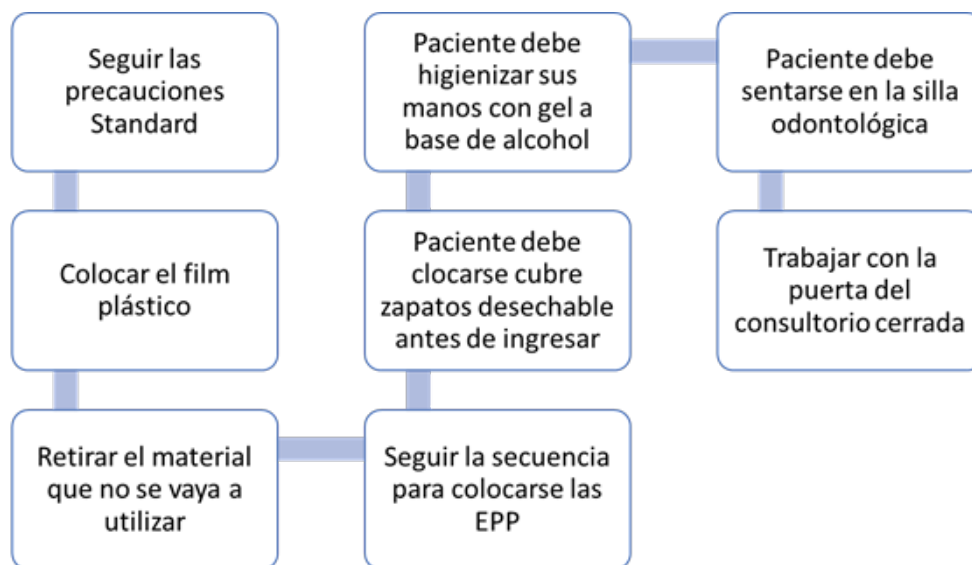 Seguir las
precauciones
Standard
Colocar el film
plástico
Retirar el material
que no se vaya a
utilizar
Seguir la secuencia
para colocarse las
EPP
Paciente debe
clocarse cubre
zapatos desechable
antes de ingresar
Paciente debe
higienizar sus
manos con gel a
base de alcohol
Paciente debe
sentarse en la silla
odontológica
Trabajar con la
puerta del
consultorio cerrada